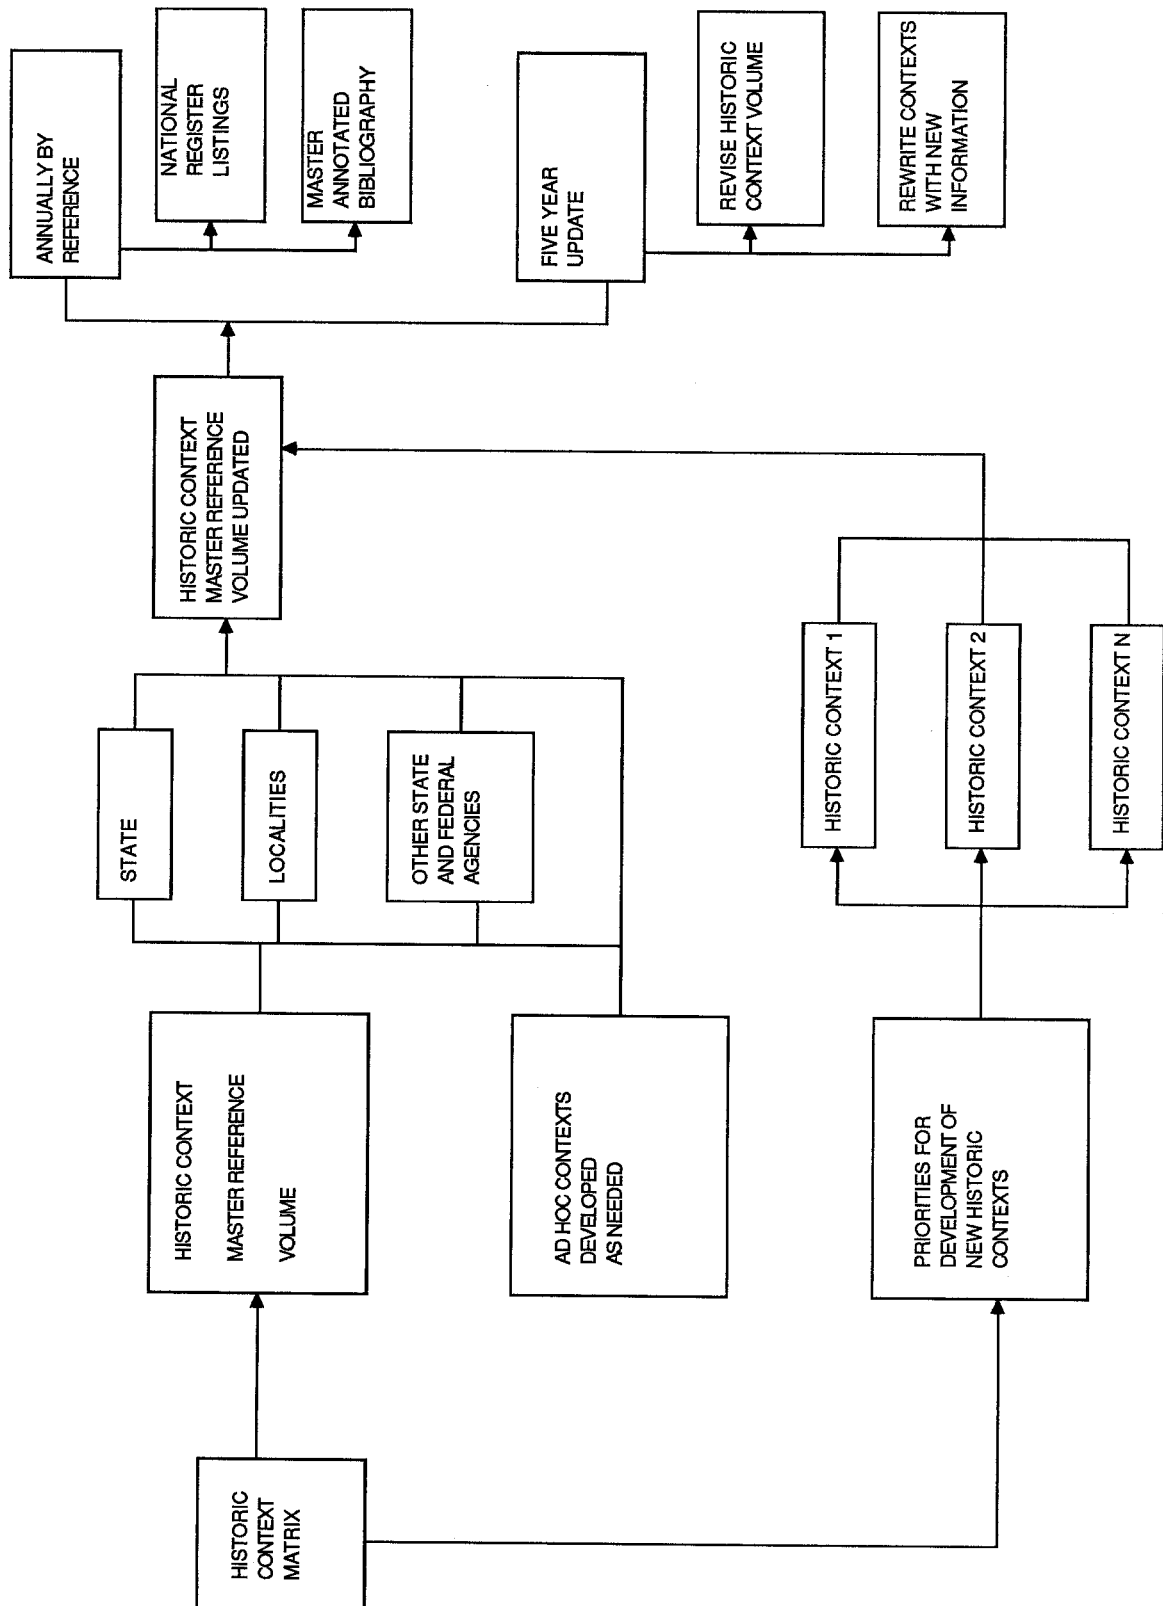 HISTORIC
CONTEXT
MATRIX
HISTORIC CONTEXT
MASTER REFERENCE
VOLUME
AD HOC CONTEXTS
DEVELOPED
AS NEEDED
PRIORITIES FOR
DEVELOPMENT OF
NEW HISTORIC
CONTEXTS
STATE
LOCALITIES
OTHER STATE
AND FEDERAL
AGENCIES
HISTORIC CONTEXT 1
HISTORIC CONTEXT 2
HISTORIC CONTEXT N
HISTORIC CONTEXT
MASTER REFERENCE
VOLUME UPDATED
ANNUALLY BY
REFERENCE
NATIONAL
REGISTER
LISTINGS
MASTER
ANNOTATED
BIBLIOGRAPHY
FIVE YEAR
UPDATE
REVISE HISTORIC
CONTEXT VOLUME
REWRITE CONTEXTS
WITH NEW
INFORMATION